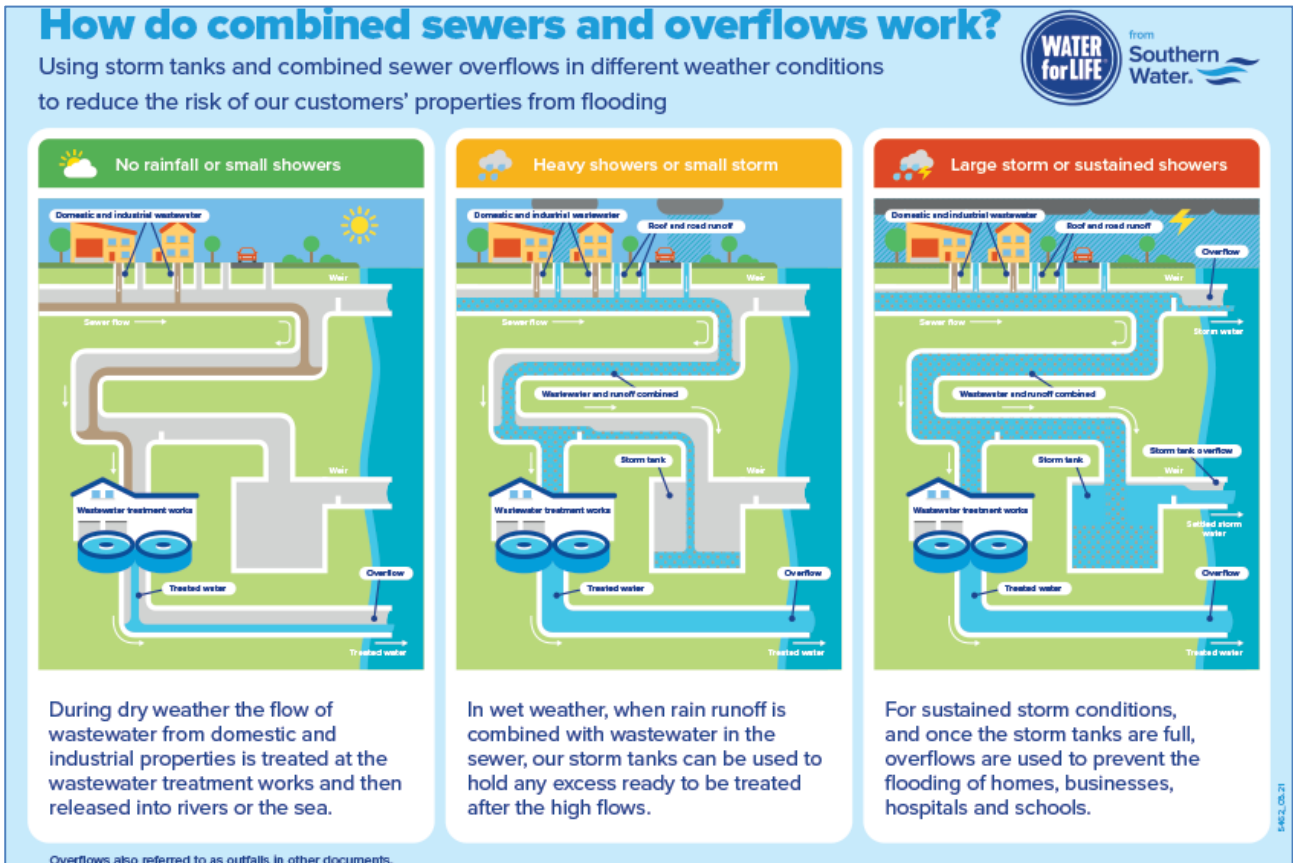 How do combined sewers and overflows work?
Using storm tanks and combined sewer overflows in different weather conditions
to reduce the risk of our customers' properties from flooding
WATER
for LIFE
from
Southern
Water.
No rainfall or small showers
Domestic and industrial wastewater
Weir
Sewer flow
Weir
Wastewater treatment works
Overflow
Treated water
Treated water
During dry weather the flow of
wastewater from domestic and
industrial properties is treated at the
wastewater treatment works and then
released into rivers or the sea.
Heavy showers or small storm
Domestic and industrial wastewater
Roof and road runoff
Weir
Sewer flow
Wastewater and runoff combined
Storm tank
Weir
Wastewater treatment works
Overflow
Treated water
Treated water
In wet weather, when rain runoff is
combined with wastewater in the
sewer, our storm tanks can be used to
hold any excess ready to be treated
after the high flows.
Large storm or sustained showers
Domestic and industrial wastewater
Roof and road runoff
Overflow
Weir
Sewer flow
Storm water
Wastewater and runoff combined
Storm tank overflow
Storm tank
Weir
Wastewater treatment works
Settled storm
water
Overflow
Treated water
Treated water
For sustained storm conditions,
and once the storm tanks are full,
overflows are used to prevent the
flooding of homes, businesses,
hospitals and schools.
Overflows also referred to as outfalls in other documents.